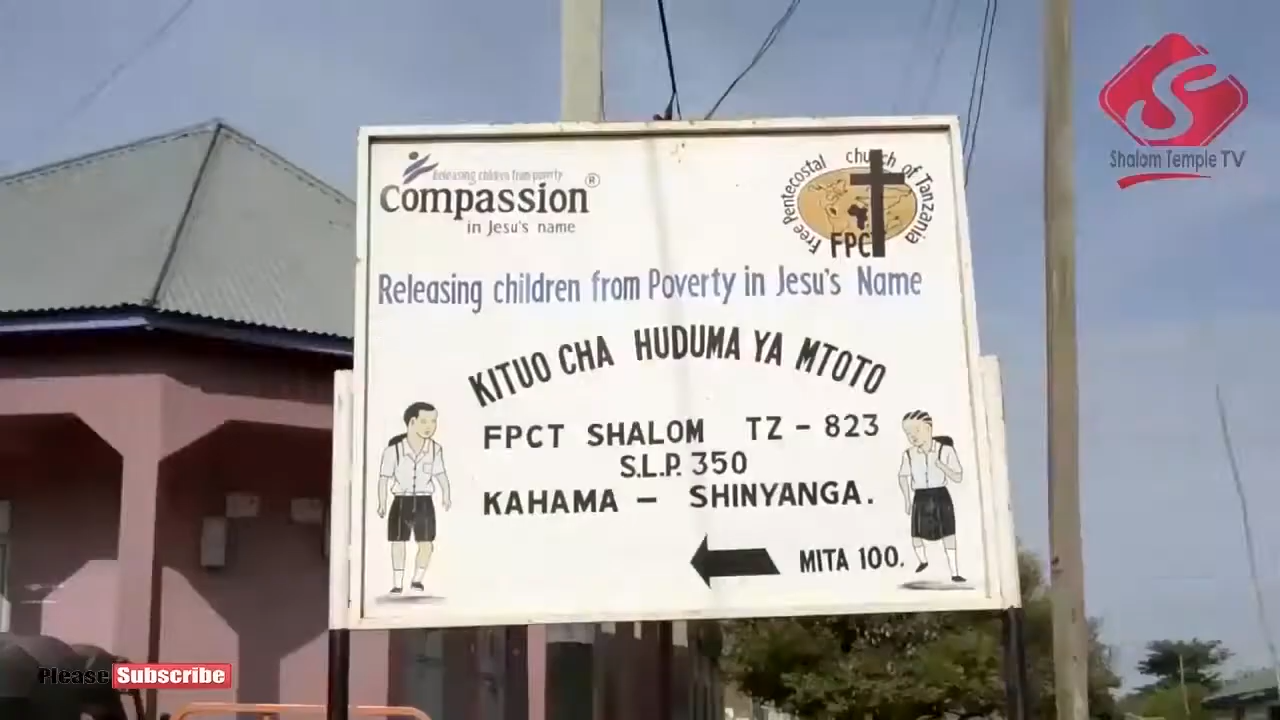 Releasing children from poverty
Compassion®
in Jesu's name
Free Pentecostal church of Tanzania
FPCT
Releasing children from Poverty in Jesu's Name
KITUO CHA HUDUMA YA MTOTO
FPCT SHALOM TZ - 823
S.L.P. 350
KAHAMA - SHINYANGA.
MITA 100.
Shalom Temple TV
Please Subscribe